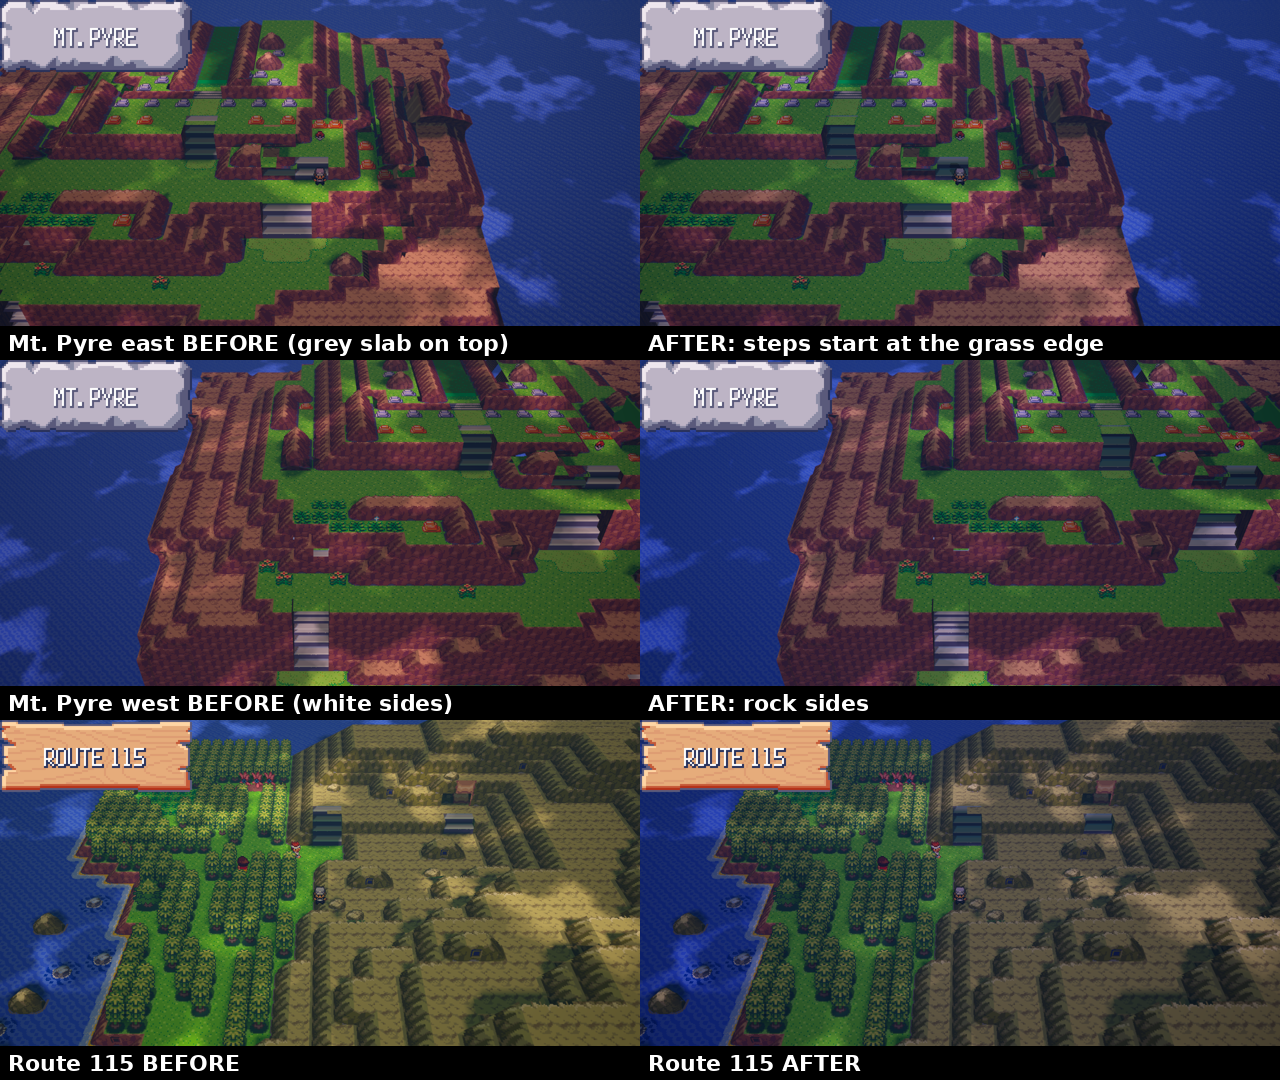 MT. PYRE
MT. PYRE
Mt. Pyre east BEFORE (grey slab on top)
AFTER: steps start at the grass edge
MT. PYRE
MT. PYRE
Mt. Pyre west BEFORE (white sides)
AFTER: rock sides
ROUTE 115
ROUTE 115
Route 115 BEFORE
Route 115 AFTER